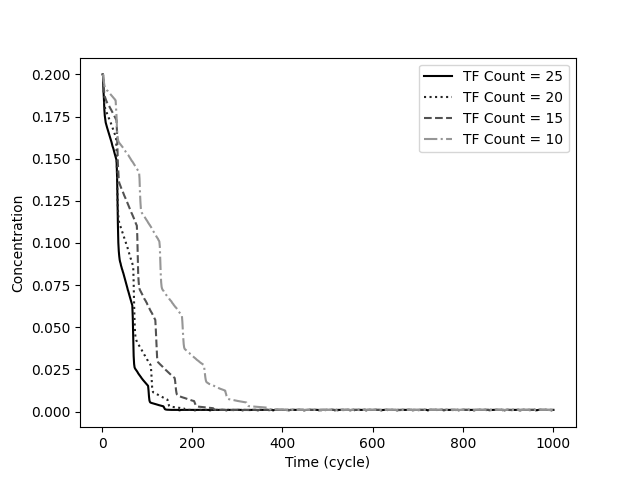 TF Count = 25
TF Count = 20
TF Count = 15
TF Count = 10
0.200
0.175
0.150
0.125
0.100
0.075
0.050
0.025
0.000
Concentration
0 200 400 600 800 1000
Time (cycle)